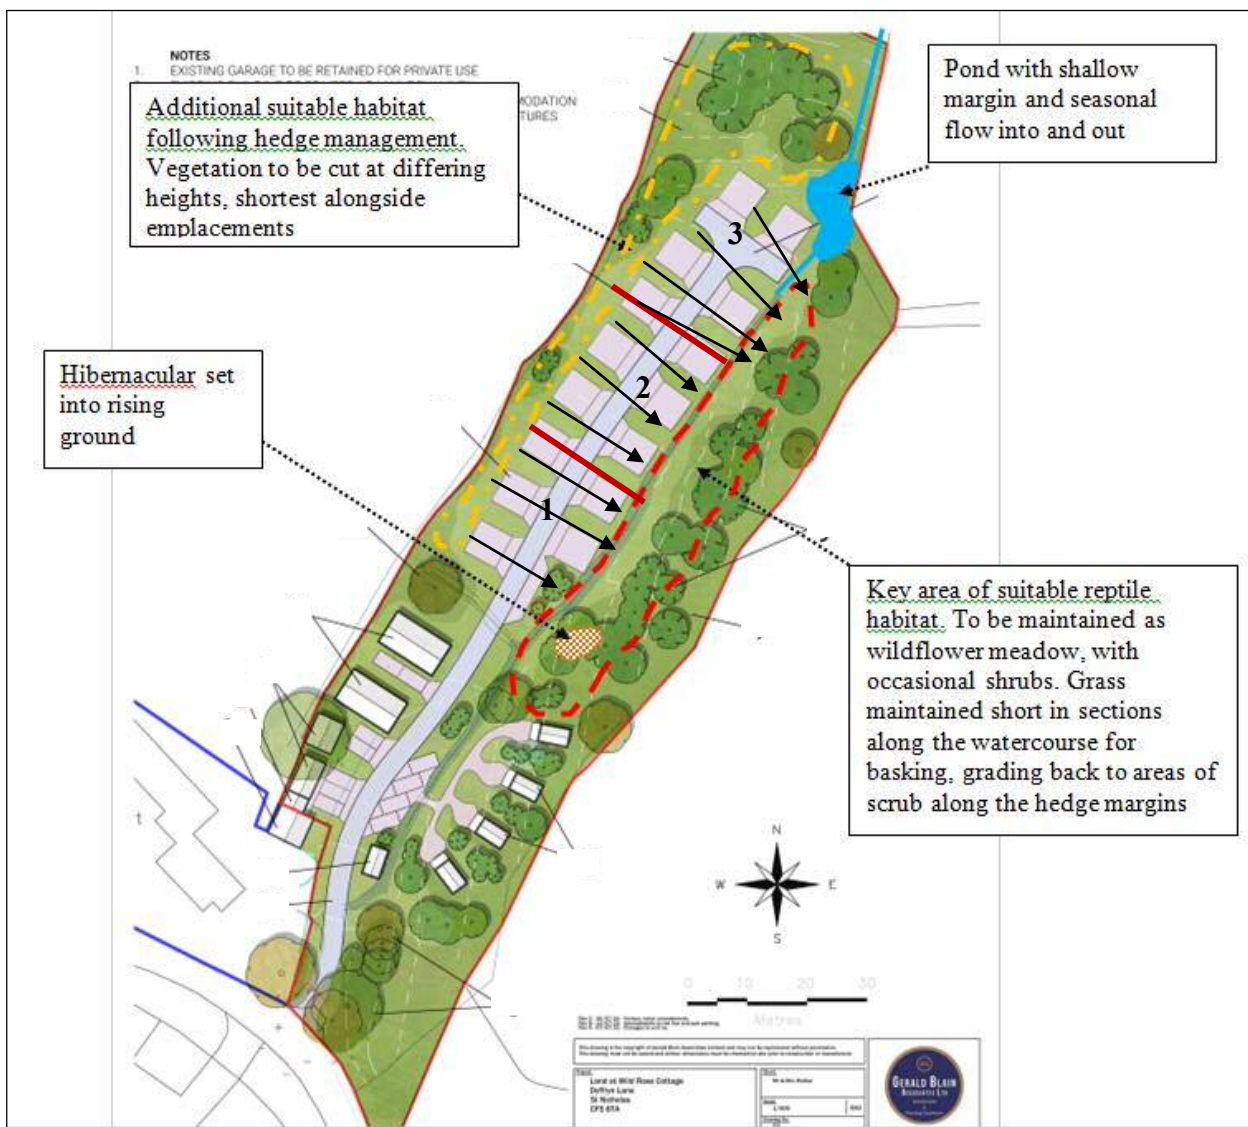 NOTES
1. EXISTING GARAGE TO BE RETAINED FOR PRIVATE USE
MODATION
TURES
Additional suitable habitat
following hedge management.
Vegetation to be cut at differing
heights, shortest alongside
emplacements
Pond with shallow
margin and seasonal
flow into and out
3
Hibernacular set
into rising
ground
2
1
Key area of suitable reptile
habitat. To be maintained as
wildflower meadow, with
occasional shrubs. Grass
maintained short in sections
along the watercourse for
basking, grading back to areas of
scrub along the hedge margins
t
N
W E
S
0 10 20 30
Metres
Land at Wild Rose Cottage
Duffryn Lane
St Nicholas
CF5 6TA
GERALD BLAIN
ASSOCIATES LTD